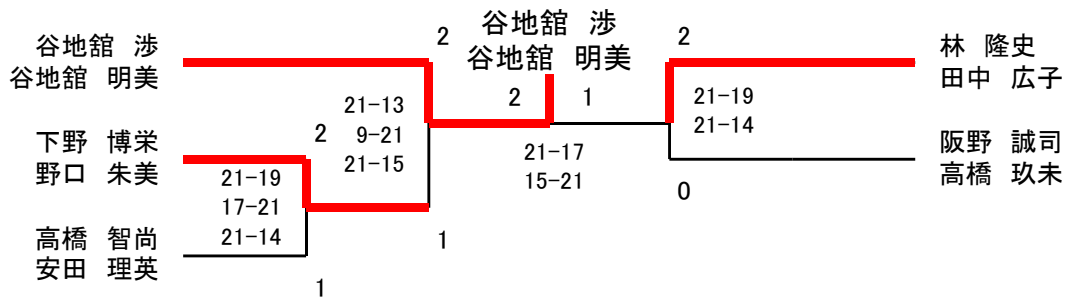 谷地舘 渉
谷地舘 明美
2
谷地舘 渉
谷地舘 明美
2
林 隆史
田中 広子
2
1
21-13
9-21
21-15
21-19
21-14
下野 博栄
野口 朱美
2
21-17
15-21
阪野 誠司
高橋 玖未
21-19
17-21
21-14
0
高橋 智尚
安田 理英
1
1